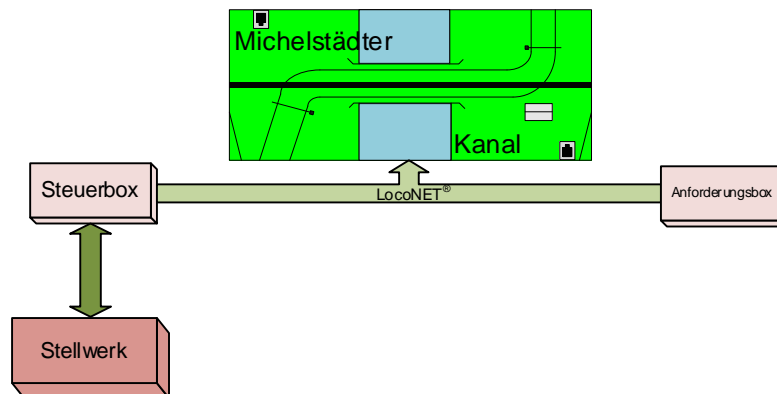 Michelstädter
Kanal
Steuerbox
LocoNET®
Anforderungsbox
Stellwerk